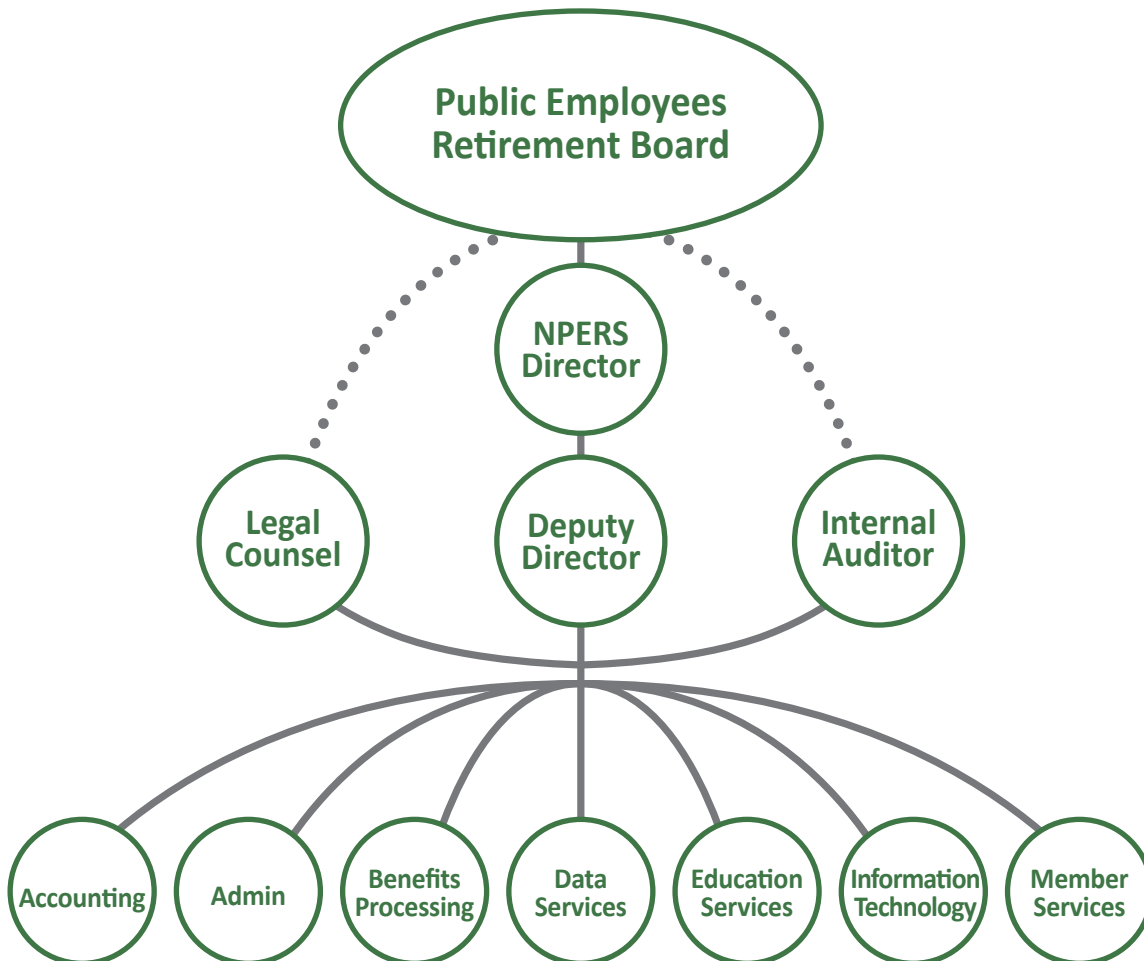 Public Employees
Retirement Board
NPERS
Director
Legal
Counsel
Deputy
Director
Internal
Auditor
Accounting
Admin
Benefits
Processing
Data
Services
Education
Services
Information
Technology
Member
Services